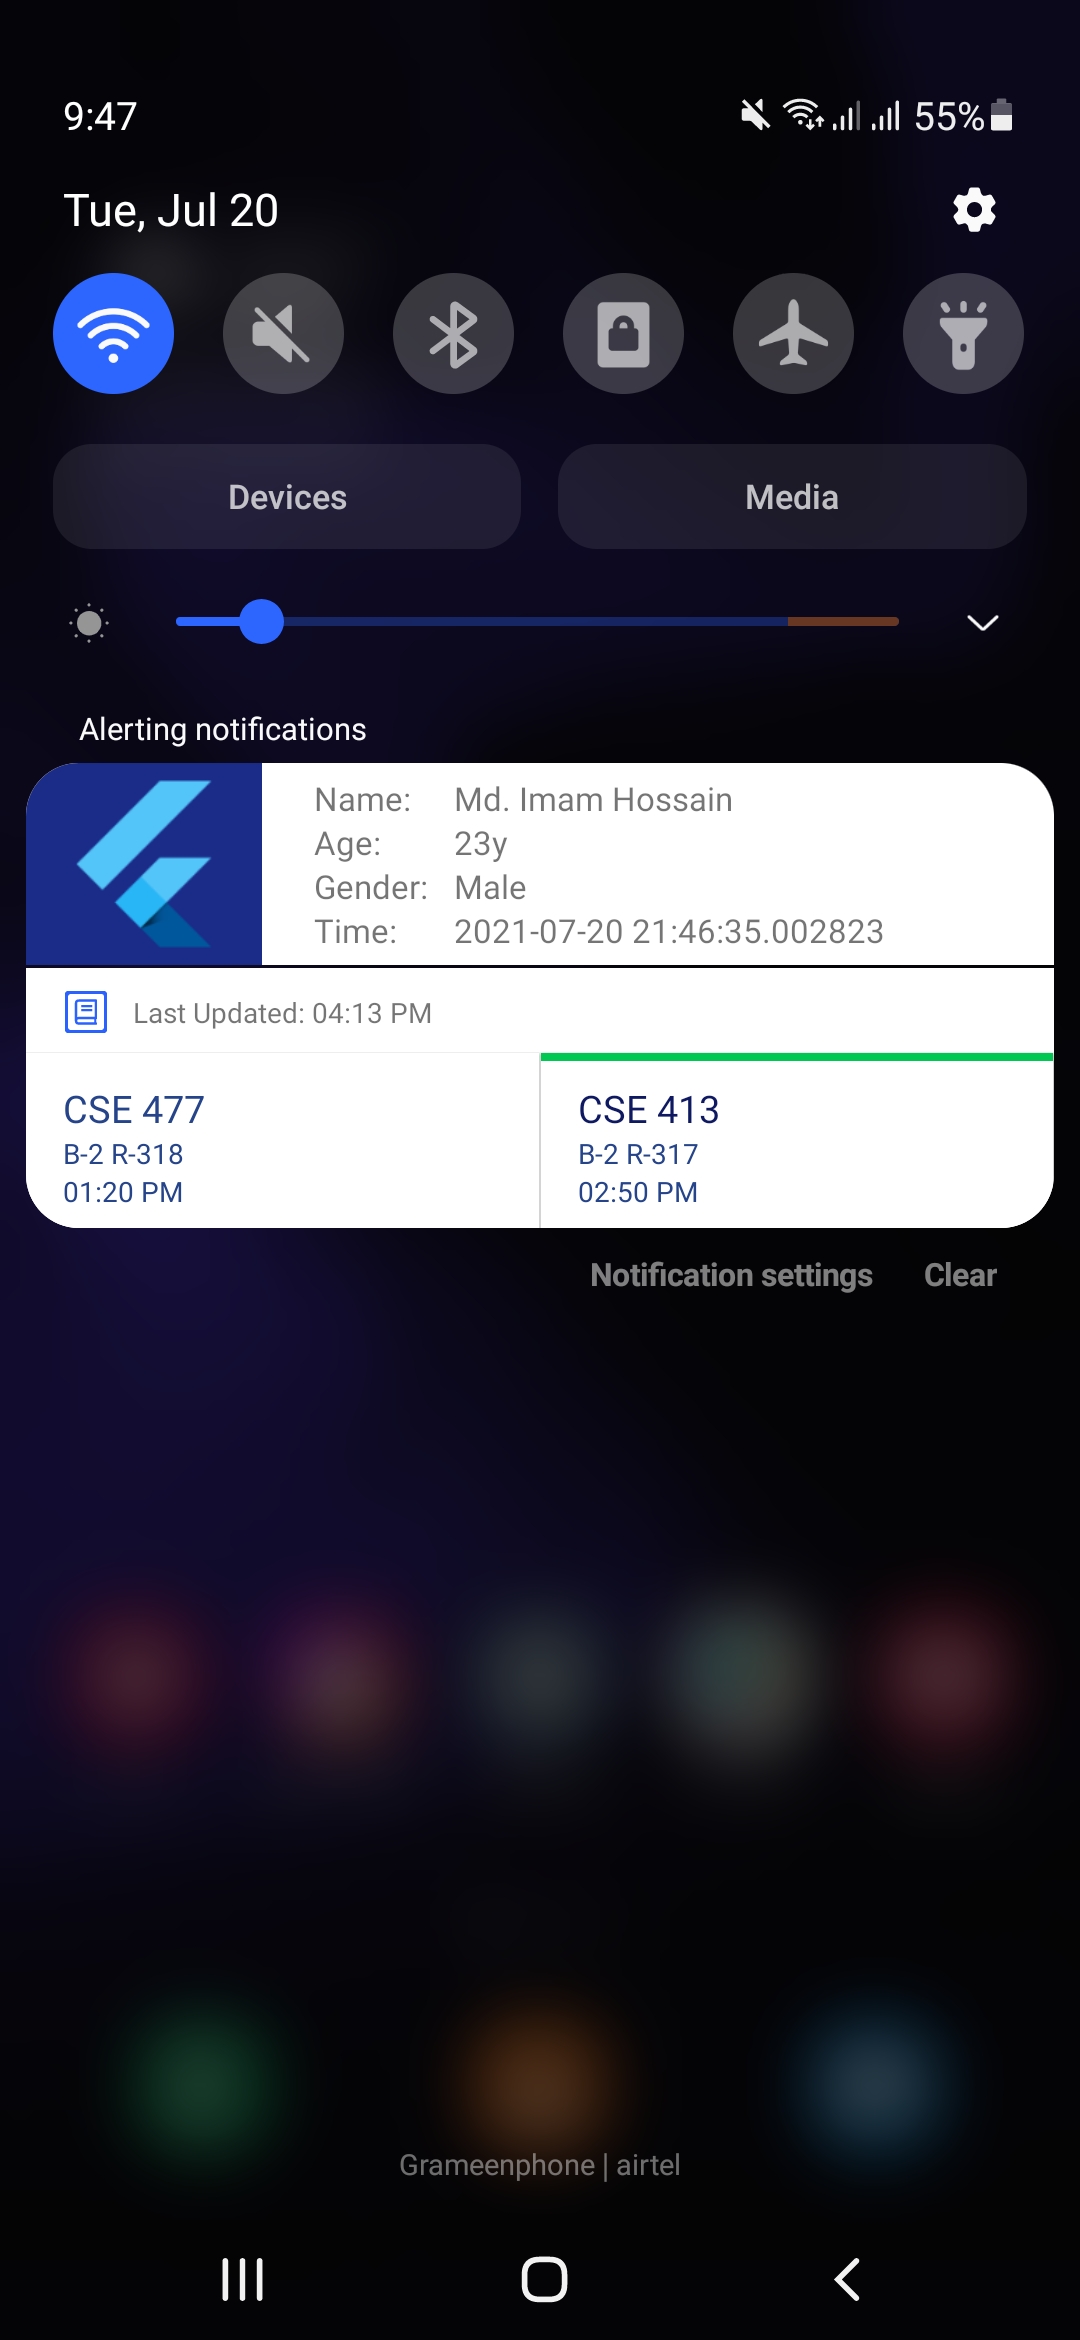 9:47 55%
Tue, Jul 20
Devices Media
Alerting notifications
Name: Md. Imam Hossain
Age: 23y
Gender: Male
Time: 2021-07-20 21:46:35.002823
Last Updated: 04:13 PM
CSE 477
B-2 R-318
01:20 PM
CSE 413
B-2 R-317
02:50 PM
Notification settings Clear
Grameenphone | airtel